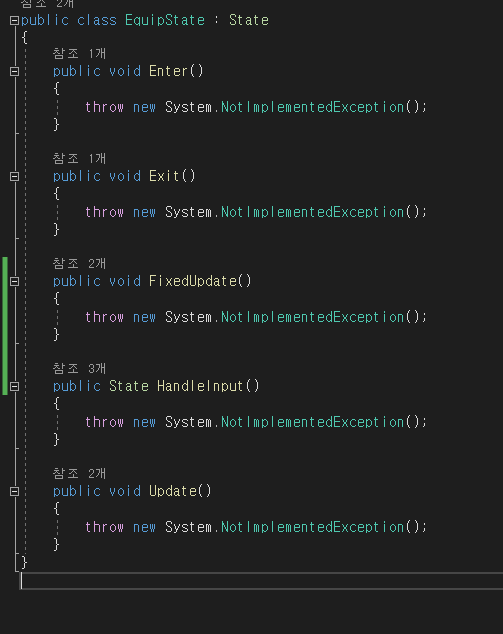 참조 2개
public class EquipState : State
{
참조 1개
public void Enter()
{
throw new System.NotImplementedException();
}
참조 1개
public void Exit()
{
throw new System.NotImplementedException();
}
참조 2개
public void FixedUpdate()
{
throw new System.NotImplementedException();
}
참조 3개
public State HandleInput()
{
throw new System.NotImplementedException();
}
참조 2개
public void Update()
{
throw new System.NotImplementedException();
}
}